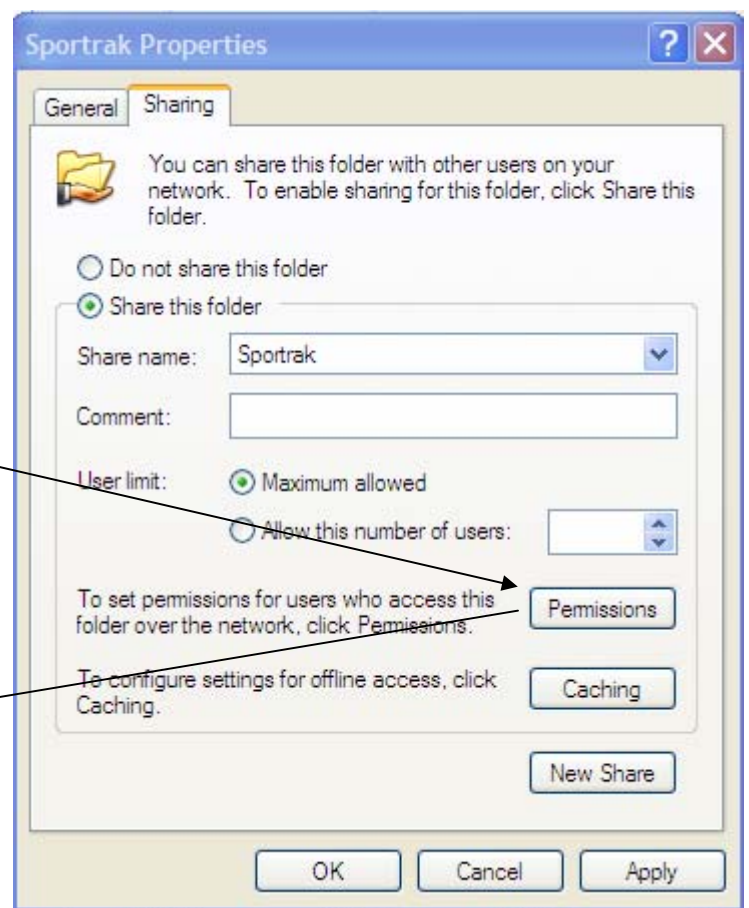 Sportrak Properties
General Sharing
You can share this folder with other users on your
network. To enable sharing for this folder, click Share this
folder.
Do not share this folder
Share this folder
Share name: Sportrak
Comment:
User limit: Maximum allowed
Allow this number of users:
To set permissions for users who access this
folder over the network, click Permissions.
Permissions
To configure settings for offline access, click
Caching.
Caching
New Share
OK Cancel Apply